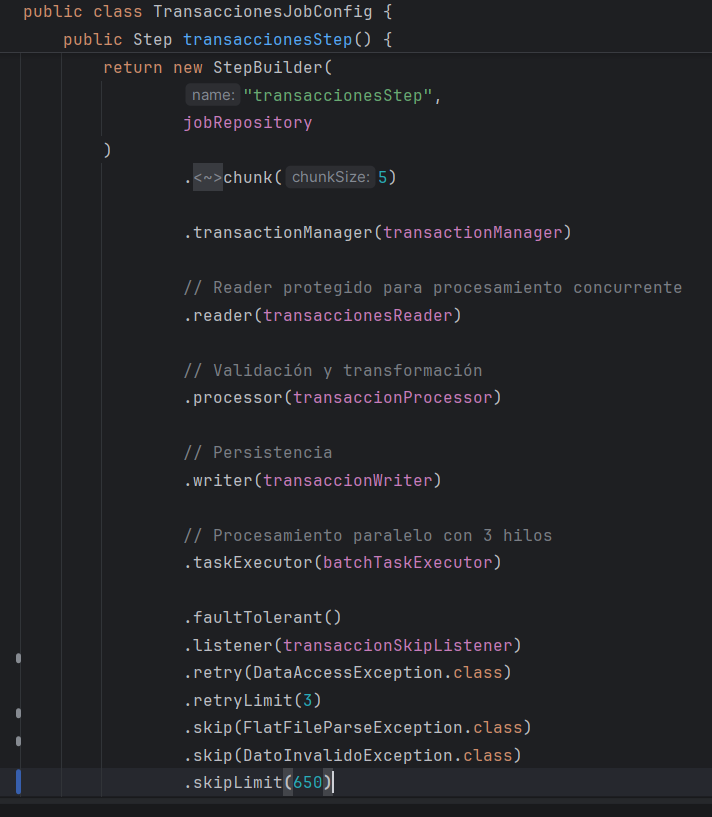 public class TransaccionesJobConfig {
public Step transaccionesStep() {
return new StepBuilder(
name: "transaccionesStep",
jobRepository
)
.<~>chunk( chunkSize: 5)
.transactionManager(transactionManager)
// Reader protegido para procesamiento concurrente
.reader(transaccionesReader)
// Validación y transformación
.processor(transaccionProcessor)
// Persistencia
.writer(transaccionWriter)
// Procesamiento paralelo con 3 hilos
.taskExecutor(batchTaskExecutor)
.faultTolerant()
.listener(transaccionSkipListener)
.retry(DataAccessException.class)
.retryLimit(3)
.skip(FlatFileParseException.class)
.skip(DatoInvalidoException.class)
.skipLimit(650)